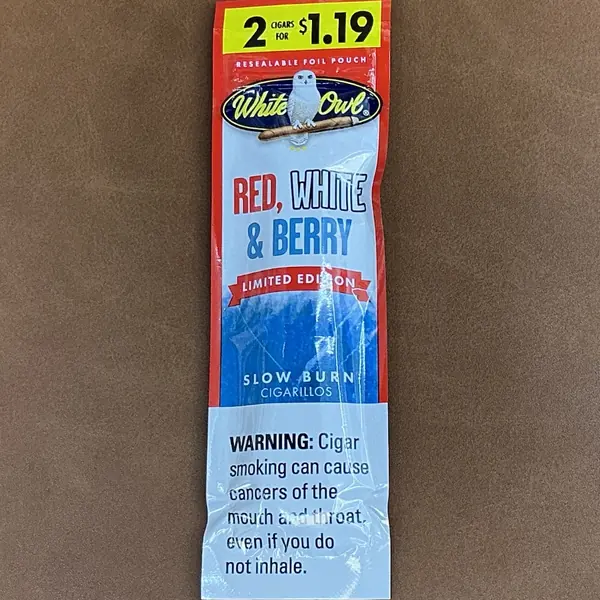 2 CIGARS FOR $1.19
RESEALABLE FOIL POUCH
White Owl®
RED, WHITE
& BERRY
LIMITED EDITION
SLOW BURN
CIGARILLOS
WARNING: Cigar
smoking can cause
cancers of the
mouth and throat,
even if you do
not inhale.